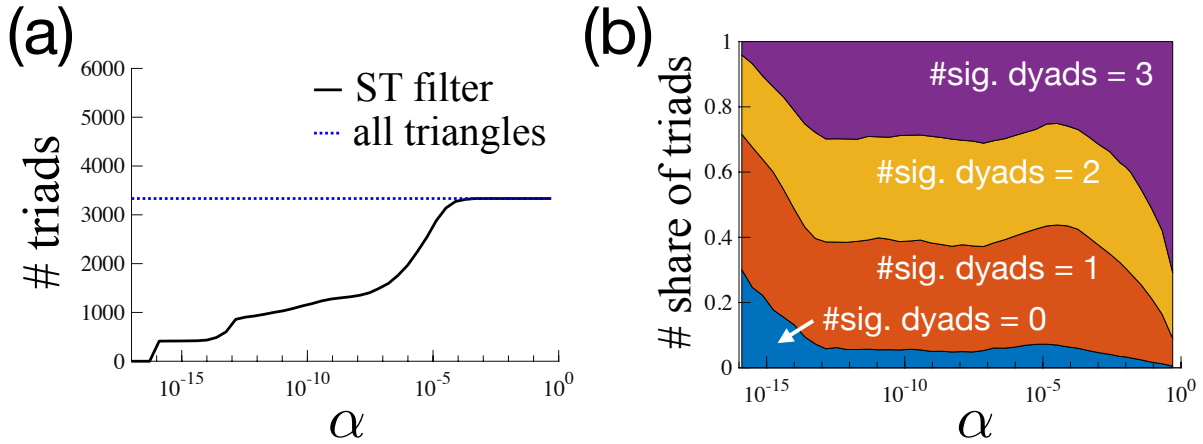 (a)
# triads
6000
5000
4000
3000
2000
1000
0
ST filter
all triangles
10^-15
10^-10
10^-5
10^0
α
(b)
# share of triads
1
0.8
0.6
0.4
0.2
0
#sig. dyads = 3
#sig. dyads = 2
#sig. dyads = 1
#sig. dyads = 0
10^-15
10^-10
10^-5
10^0
α